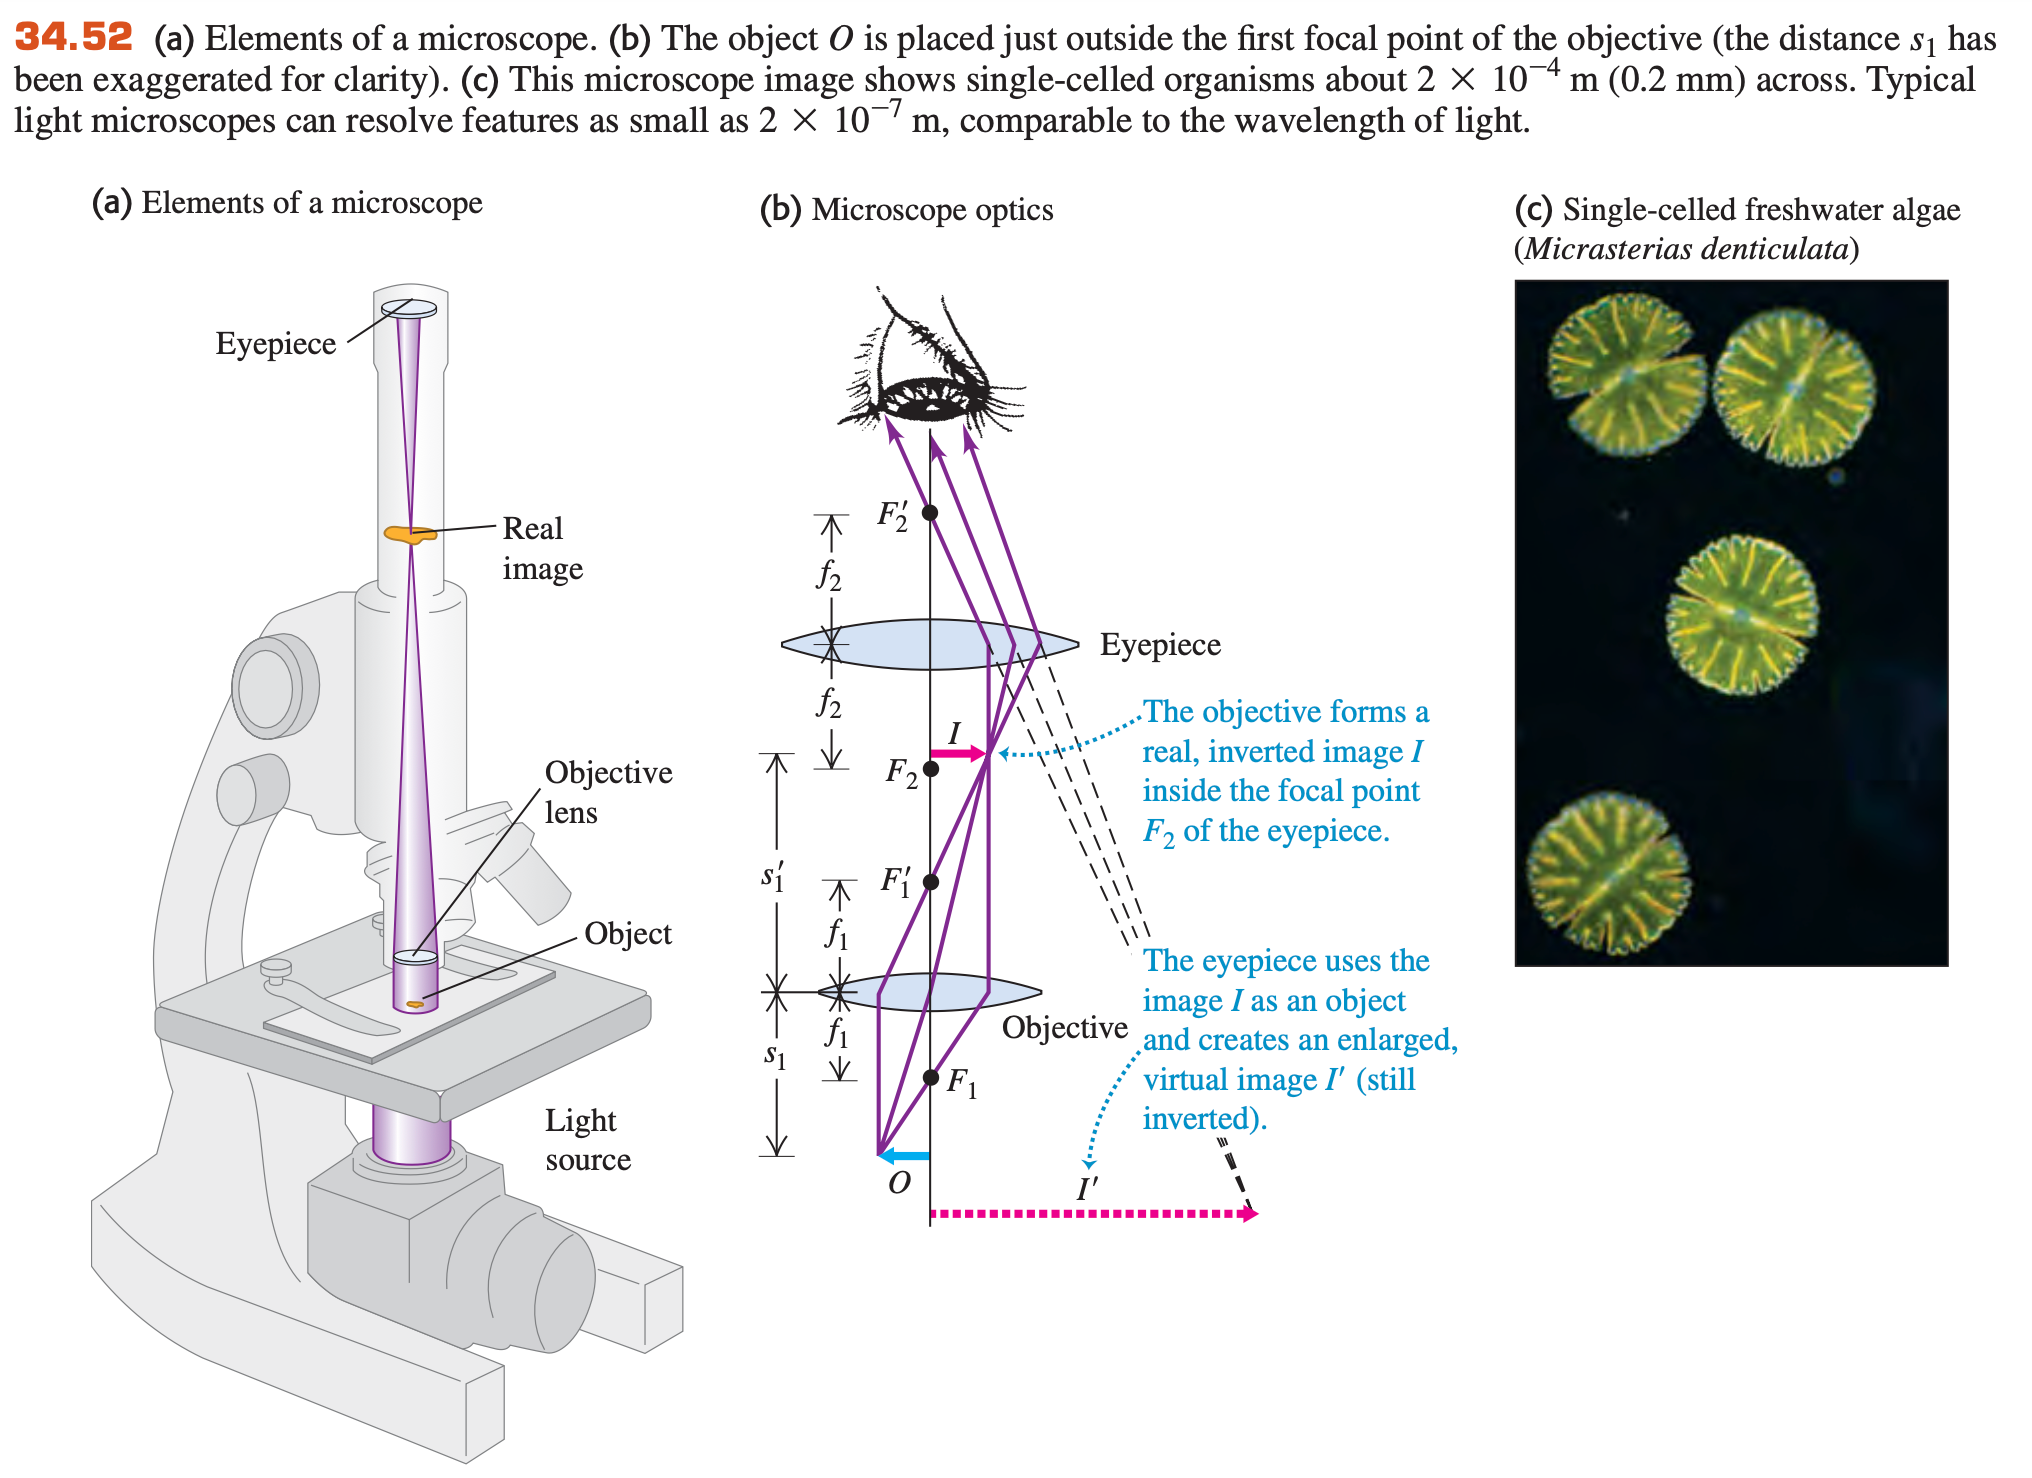 34.52 (a) Elements of a microscope. (b) The object O is placed just outside the first focal point of the objective (the distance s₁ has
been exaggerated for clarity). (c) This microscope image shows single-celled organisms about 2 × 10⁻⁴ m (0.2 mm) across. Typical
light microscopes can resolve features as small as 2 × 10⁻⁷ m, comparable to the wavelength of light.
(a) Elements of a microscope
Eyepiece
Real
image
Objective
lens
Object
Light
source
(b) Microscope optics
F₂′
f₂
Eyepiece
f₂
I
F₂
The objective forms a
real, inverted image I
inside the focal point
F₂ of the eyepiece.
s₁′
F₁′
f₁
Objective
f₁
s₁
F₁
The eyepiece uses the
image I as an object
and creates an enlarged,
virtual image I′ (still
inverted).
O
I′
(c) Single-celled freshwater algae
(Micrasterias denticulata)